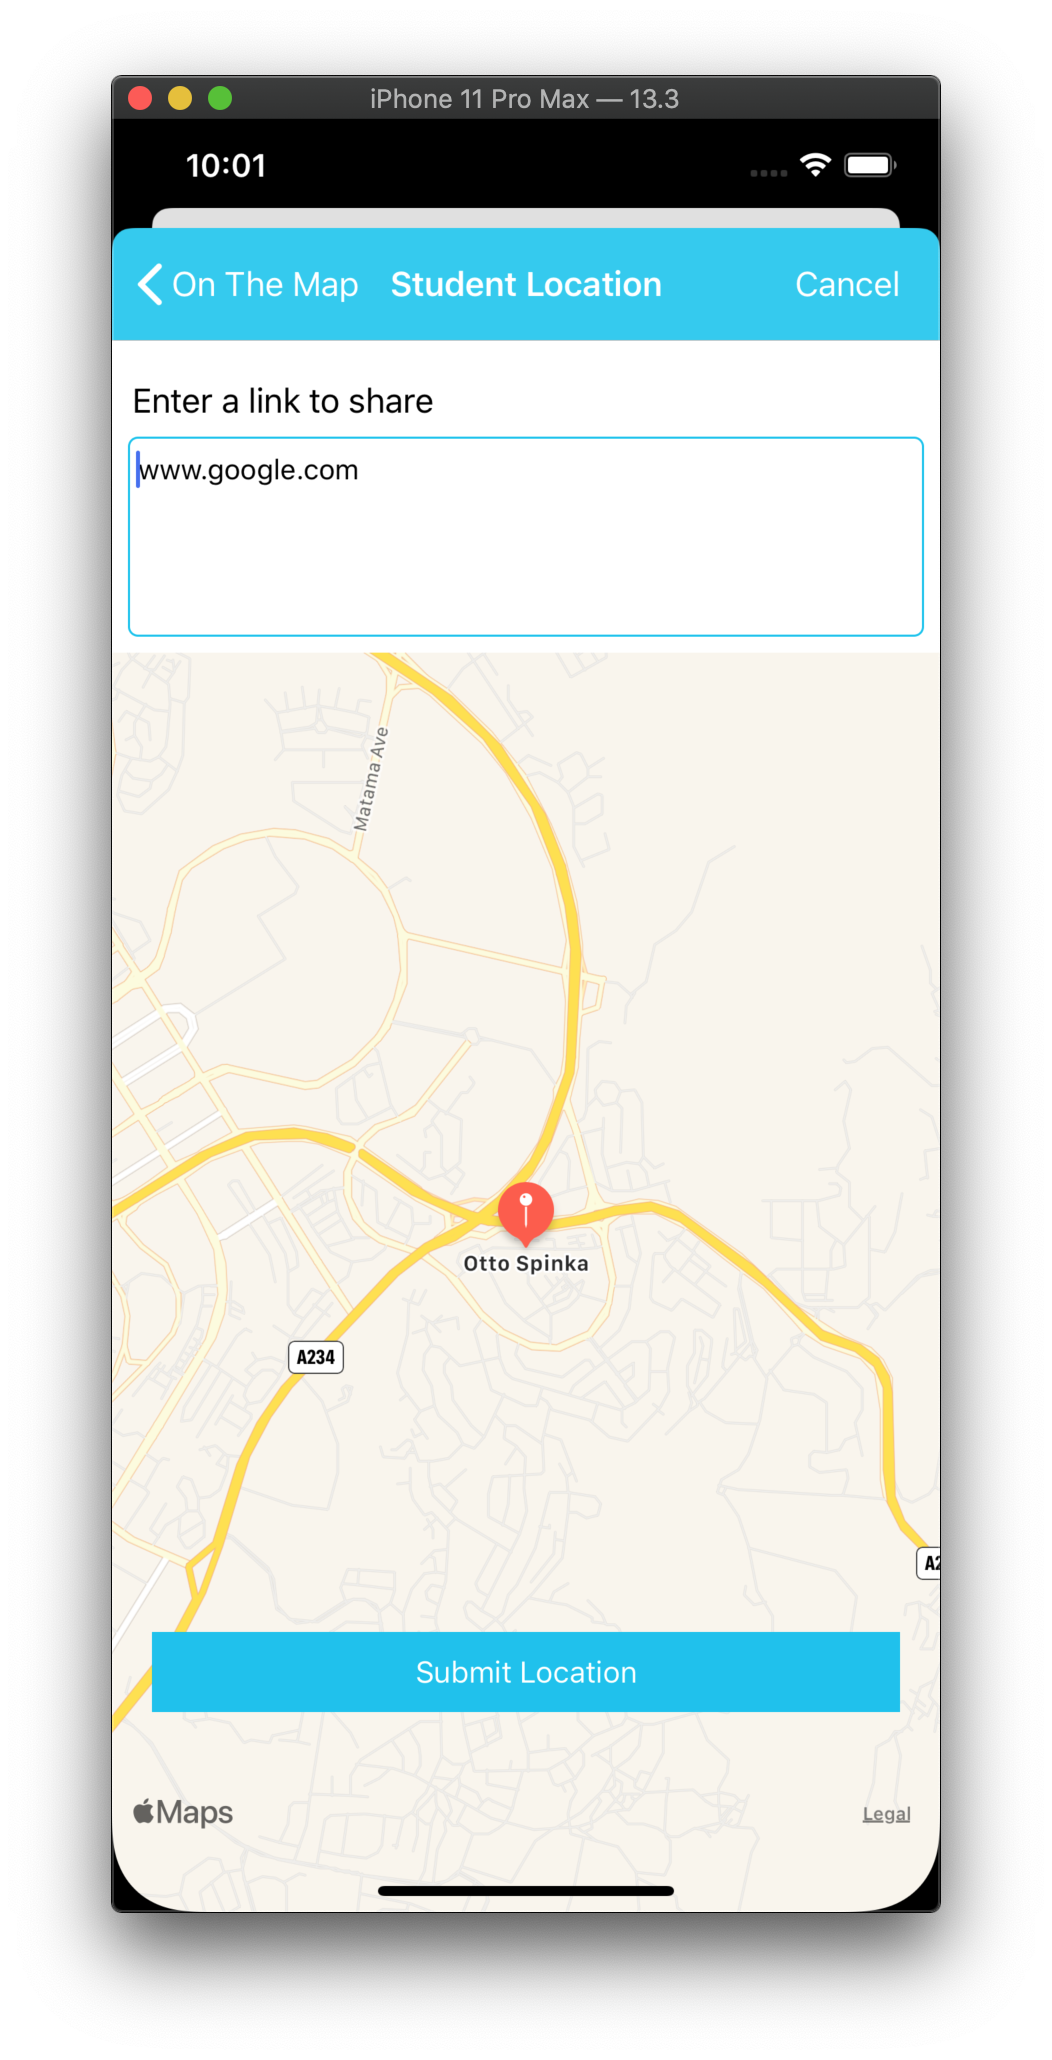 iPhone 11 Pro Max — 13.3
10:01
On The Map
Student Location
Cancel
Enter a link to share
www.google.com
Matama Ave
Otto Spinka
A234
Submit Location
Maps
Legal